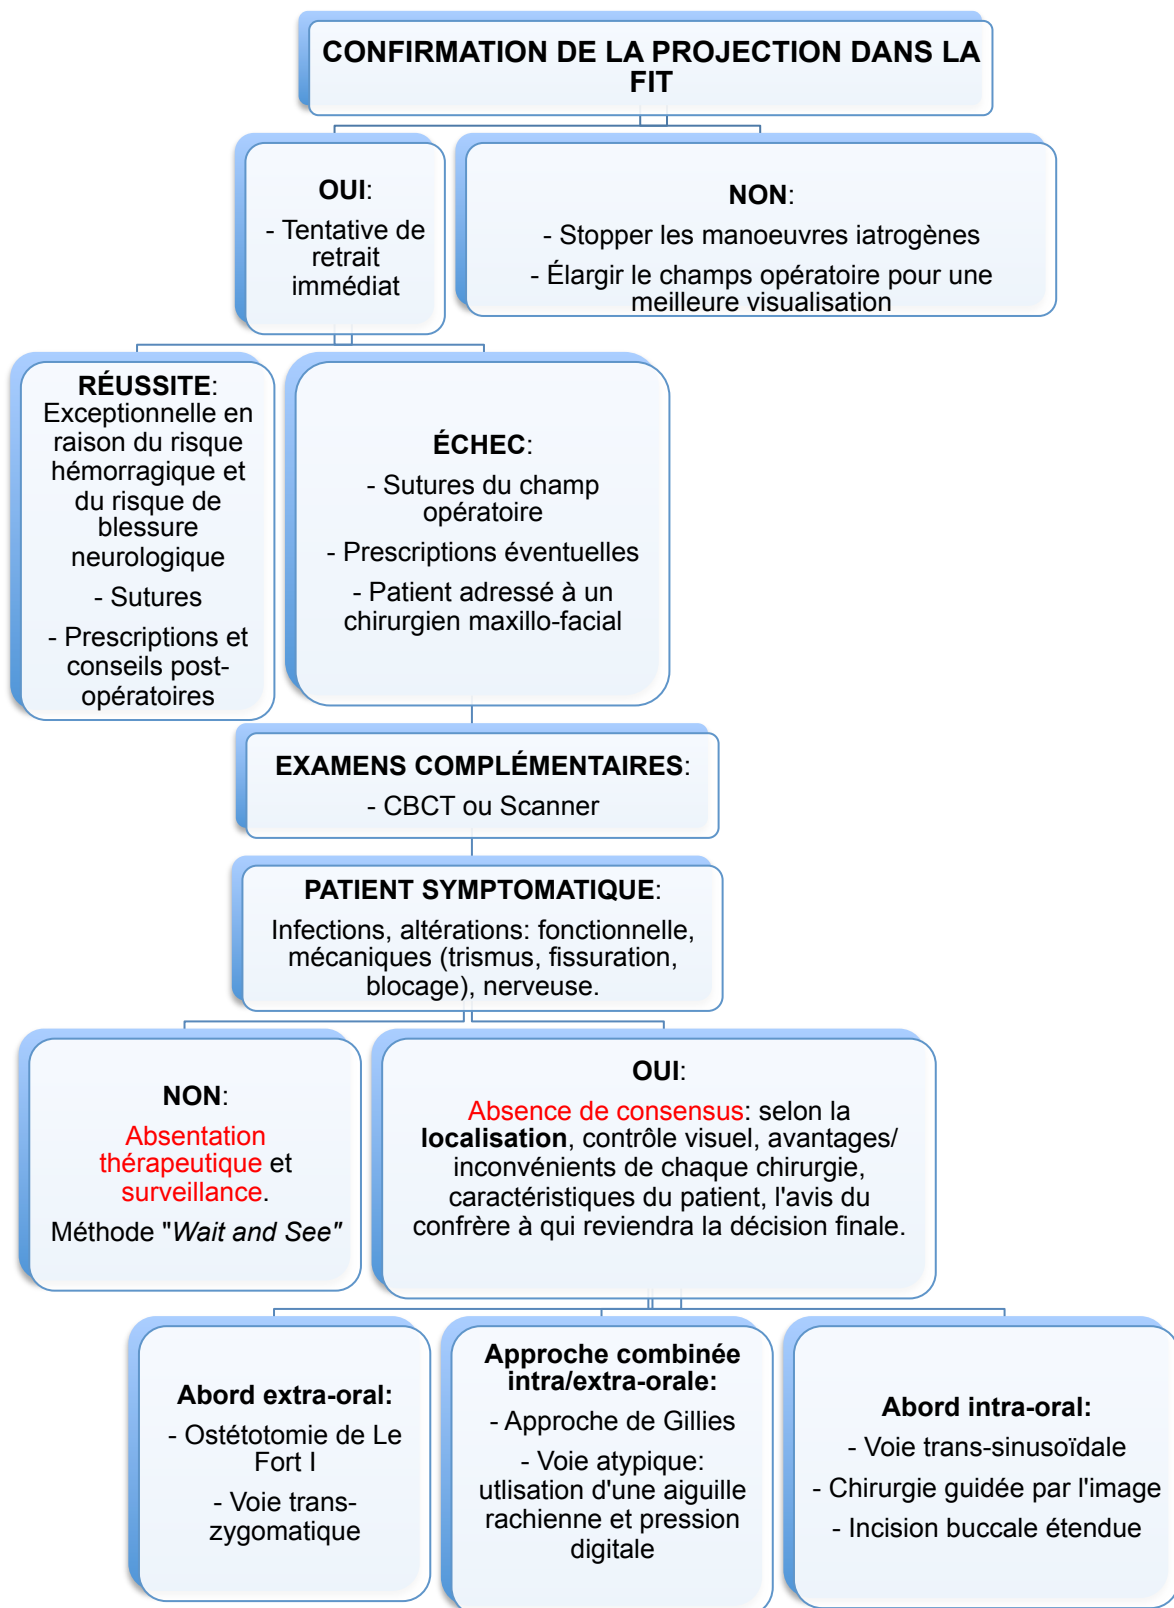 CONFIRMATION DE LA PROJECTION DANS LA
FIT
OUI:
- Tentative de
retrait
immédiat
NON:
- Stopper les manoeuvres iatrogènes
- Élargir le champs opératoire pour une
meilleure visualisation
RÉUSSITE:
Exceptionnelle en
raison du risque
hémorragique et
du risque de
blessure
neurologique
- Sutures
- Prescriptions et
conseils post-
opératoires
ÉCHEC:
- Sutures du champ
opératoire
- Prescriptions éventuelles
- Patient adressé à un
chirurgien maxillo-facial
EXAMENS COMPLÉMENTAIRES:
- CBCT ou Scanner
PATIENT SYMPTOMATIQUE:
Infections, altérations: fonctionnelle,
mécaniques (trismus, fissuration,
blocage), nerveuse.
NON:
Absentation
thérapeutique et
surveillance.
Méthode "Wait and See"
OUI:
Absence de consensus: selon la
localisation, contrôle visuel, avantages/
inconvénients de chaque chirurgie,
caractéristiques du patient, l'avis du
confrère à qui reviendra la décision finale.
Abord extra-oral:
- Ostétotomie de Le
Fort I
- Voie trans-
zygomatique
Approche combinée
intra/extra-orale:
- Approche de Gillies
- Voie atypique:
utlisation d'une aiguille
rachienne et pression
digitale
Abord intra-oral:
- Voie trans-sinusoïdale
- Chirurgie guidée par l'image
- Incision buccale étendue